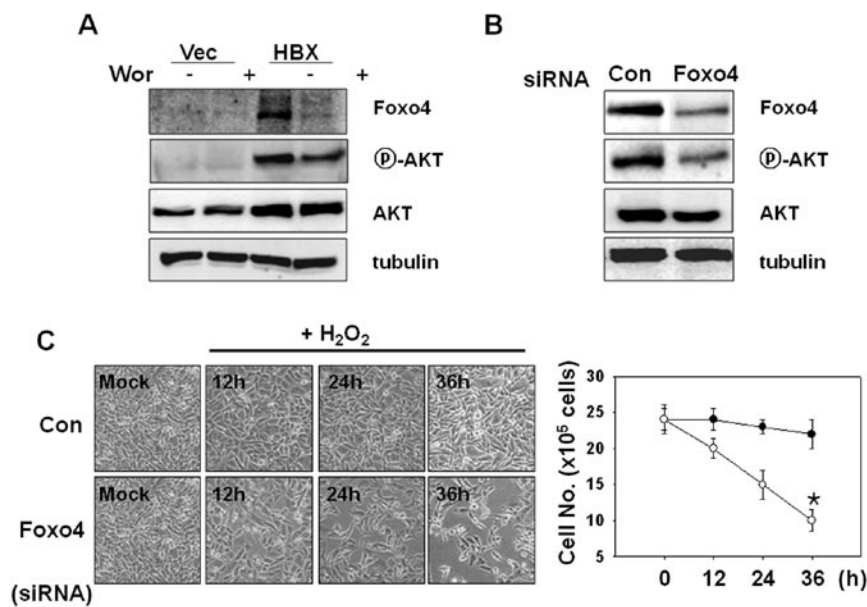 A
Vec HBX
Wor - + - +
Foxo4
Ⓟ-AKT
AKT
tubulin
B
siRNA Con Foxo4
Foxo4
Ⓟ-AKT
AKT
tubulin
C
+ H₂O₂
Con
Mock 12h 24h 36h
Foxo4
Mock 12h 24h 36h
(siRNA)
Cell No. (x10⁵ cells)
30
25
20
15
10
5
*
0 12 24 36 (h)